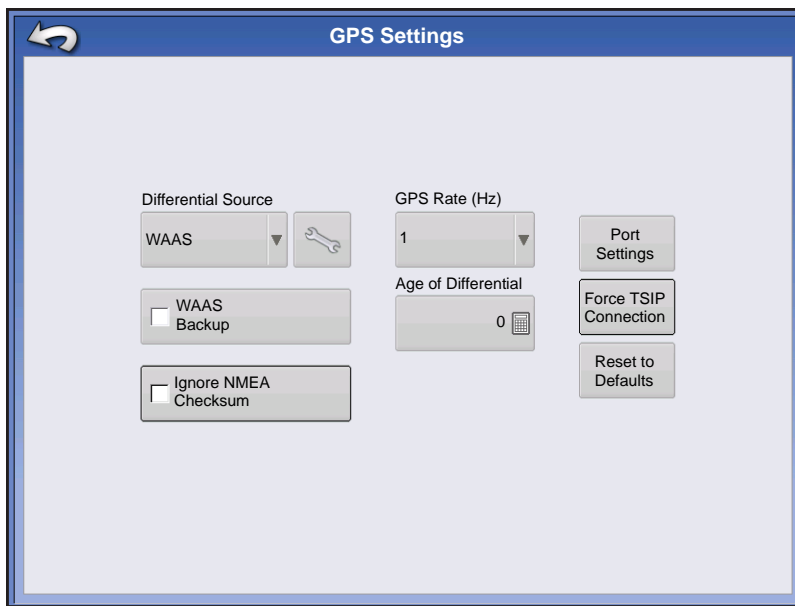 GPS Settings
Differential Source
WAAS
WAAS
Backup
Ignore NMEA
Checksum
GPS Rate (Hz)
1
Age of Differential
0
Port
Settings
Force TSIP
Connection
Reset to
Defaults